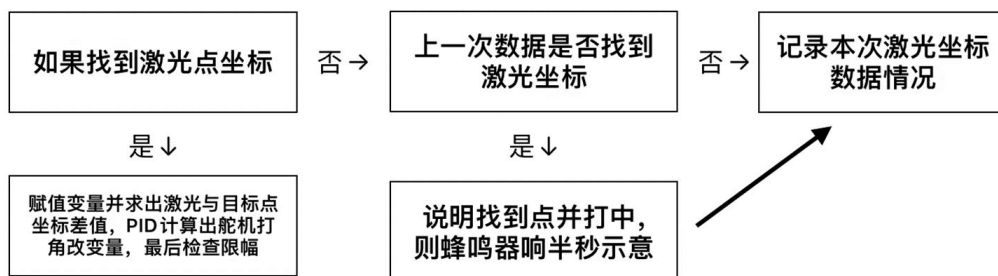 如果找到激光点坐标
否→
上一次数据是否找到
激光坐标
否→
记录本次激光坐标
数据情况
是↓
是↓
赋值变量并求出激光与目标点
坐标差值，PID计算出舵机打
角改变量，最后检查限幅
说明找到点并打中，
则蜂鸣器响半秒示意